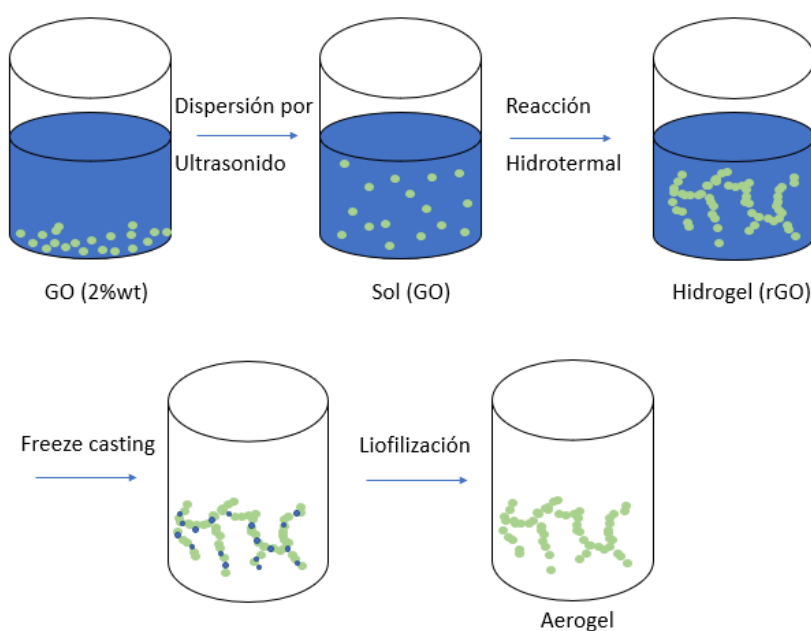 Dispersión por
Ultrasonido
Reacción
Hidrotermal
GO (2%wt)
Sol (GO)
Hidrogel (rGO)
Freeze casting
Liofilización
Aerogel